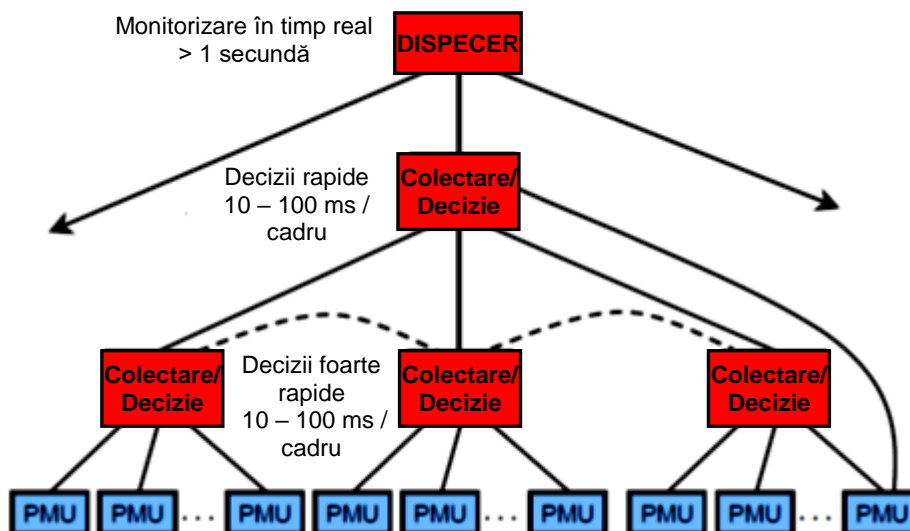 Monitorizare în timp real
> 1 secundă
DISPECER
Decizii rapide
10 – 100 ms /
cadru
Colectare/
Decizie
Colectare/
Decizie
Decizii foarte
rapide
10 – 100 ms /
cadru
Colectare/
Decizie
Colectare/
Decizie
PMU PMU ... PMU PMU PMU ... PMU PMU PMU ... PMU